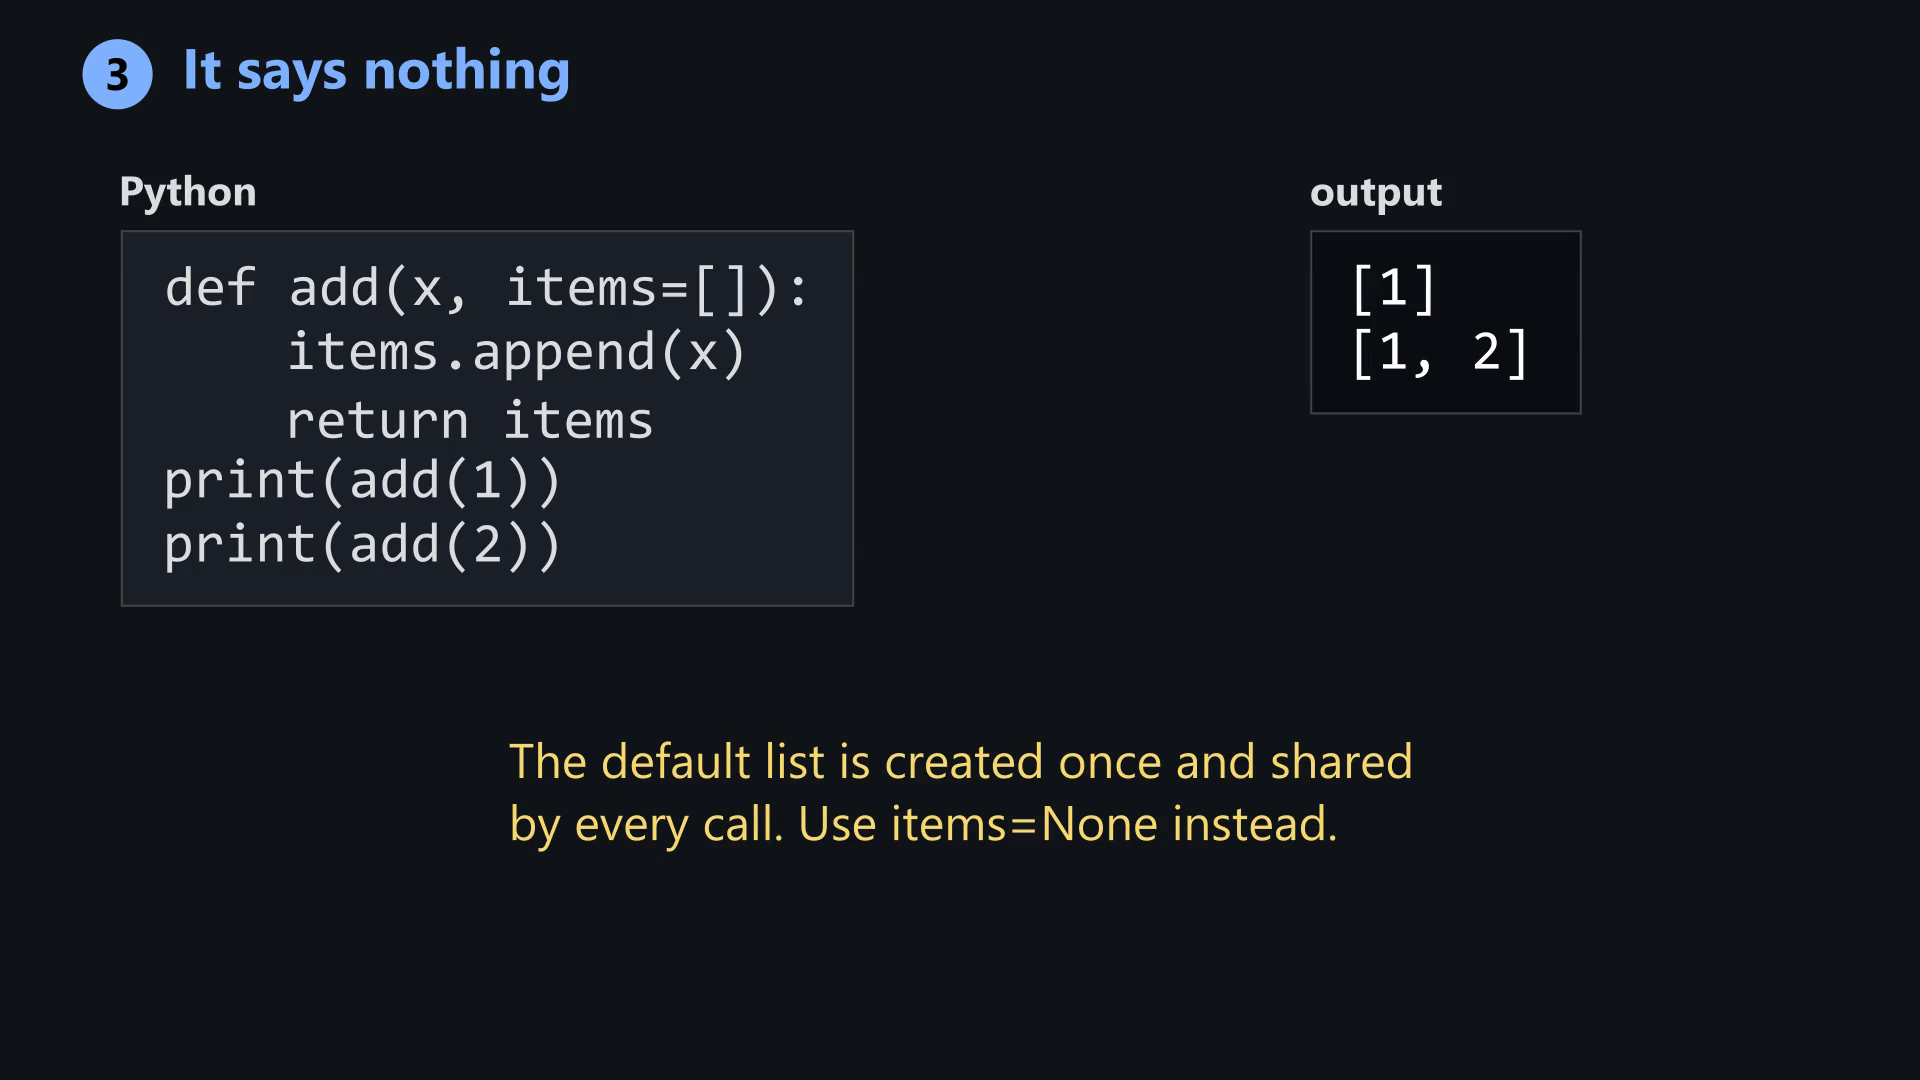 3 It says nothing
Python
def add(x, items=[]):
    items.append(x)
    return items
print(add(1))
print(add(2))
output
[1]
[1, 2]
The default list is created once and shared
by every call. Use items=None instead.